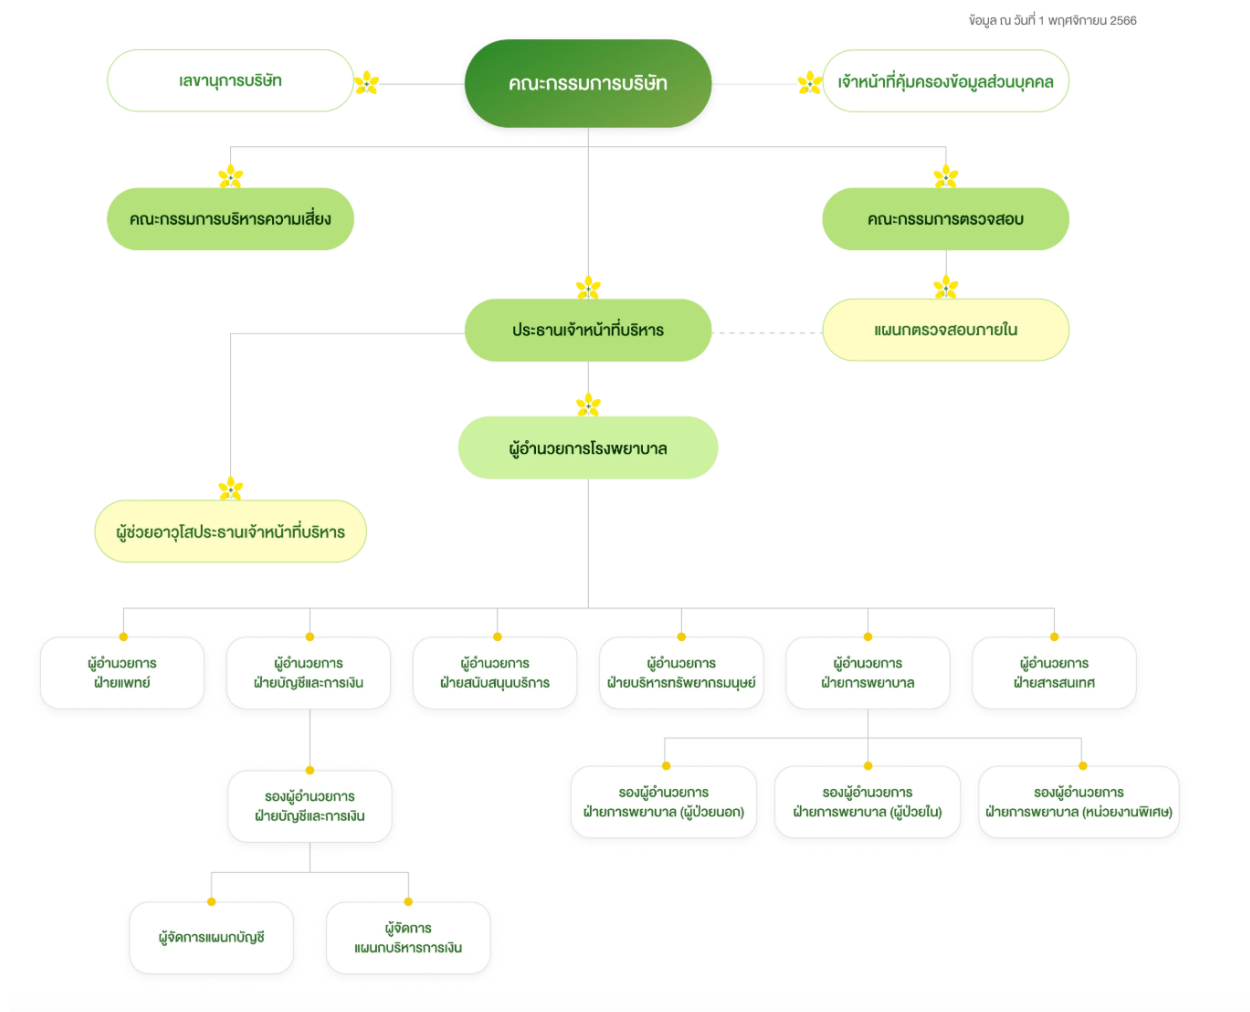 ข้อมูล ณ วันที่ 1 พฤศจิกายน 2566
เลขานุการบริษัท
คณะกรรมการบริษัท
เจ้าหน้าที่คุ้มครองข้อมูลส่วนบุคคล
คณะกรรมการบริหารความเสี่ยง
คณะกรรมการตรวจสอบ
ประธานเจ้าหน้าที่บริหาร
แผนกตรวจสอบภายใน
ผู้อำนวยการโรงพยาบาล
ผู้ช่วยอาวุโสประธานเจ้าหน้าที่บริหาร
ผู้อำนวยการ
ฝ่ายแพทย์
ผู้อำนวยการ
ฝ่ายบัญชีและการเงิน
ผู้อำนวยการ
ฝ่ายสนับสนุนบริการ
ผู้อำนวยการ
ฝ่ายบริหารทรัพยากรมนุษย์
ผู้อำนวยการ
ฝ่ายการพยาบาล
ผู้อำนวยการ
ฝ่ายสารสนเทศ
รองผู้อำนวยการ
ฝ่ายบัญชีและการเงิน
รองผู้อำนวยการ
ฝ่ายการพยาบาล (ผู้ป่วยนอก)
รองผู้อำนวยการ
ฝ่ายการพยาบาล (ผู้ป่วยใน)
รองผู้อำนวยการ
ฝ่ายการพยาบาล (หน่วยงานพิเศษ)
ผู้จัดการแผนกบัญชี
ผู้จัดการ
แผนกบริหารการเงิน